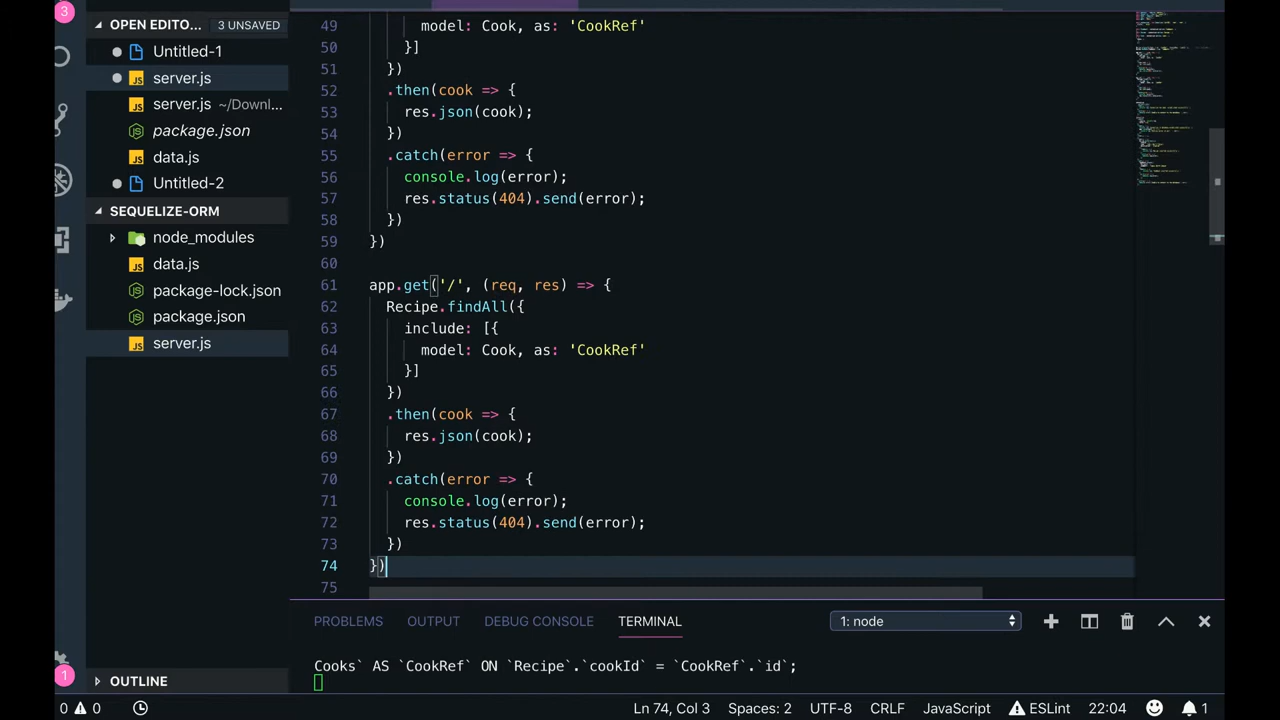 3
OPEN EDITO... 3 UNSAVED
Untitled-1
server.js
server.js ~/Downl...
package.json
data.js
Untitled-2
SEQUELIZE-ORM
node_modules
data.js
package-lock.json
package.json
server.js
OUTLINE
1
49 model: Cook, as: 'CookRef'
50 }]
51 })
52 .then(cook => {
53 res.json(cook);
54 })
55 .catch(error => {
56 console.log(error);
57 res.status(404).send(error);
58 })
59 })
60
61 app.get('/', (req, res) => {
62 Recipe.findAll({
63 include: [{
64 model: Cook, as: 'CookRef'
65 }]
66 })
67 .then(cook => {
68 res.json(cook);
69 })
70 .catch(error => {
71 console.log(error);
72 res.status(404).send(error);
73 })
74 })
75
PROBLEMS OUTPUT DEBUG CONSOLE TERMINAL 1: node
Cooks` AS `CookRef` ON `Recipe`.`cookId` = `CookRef`.`id`;
0 0 Ln 74, Col 3 Spaces: 2 UTF-8 CRLF JavaScript ESLint 22:04 1